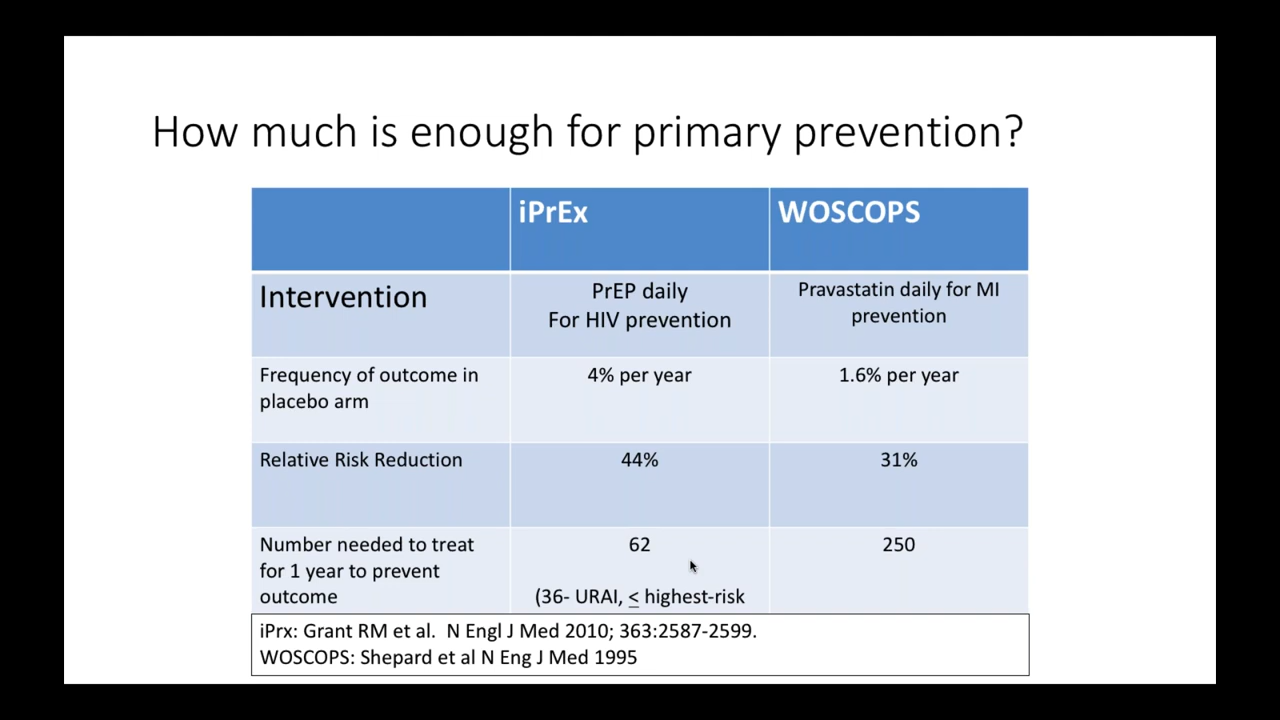 How much is enough for primary prevention?
iPrEx
WOSCOPS
Intervention
PrEP daily
For HIV prevention
Pravastatin daily for MI
prevention
Frequency of outcome in
placebo arm
4% per year
1.6% per year
Relative Risk Reduction
44%
31%
Number needed to treat
for 1 year to prevent
outcome
62
(36- URAI, ≤ highest-risk
250
iPrx: Grant RM et al.  N Engl J Med 2010; 363:2587-2599.
WOSCOPS: Shepard et al N Eng J Med 1995